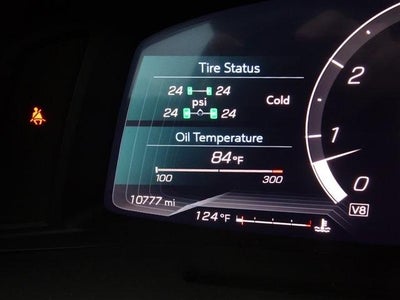 Tire Status
24 24
psi
24 24
Cold
Oil Temperature
84°F
100 300
10777 mi
124°F
2
1
0
V8